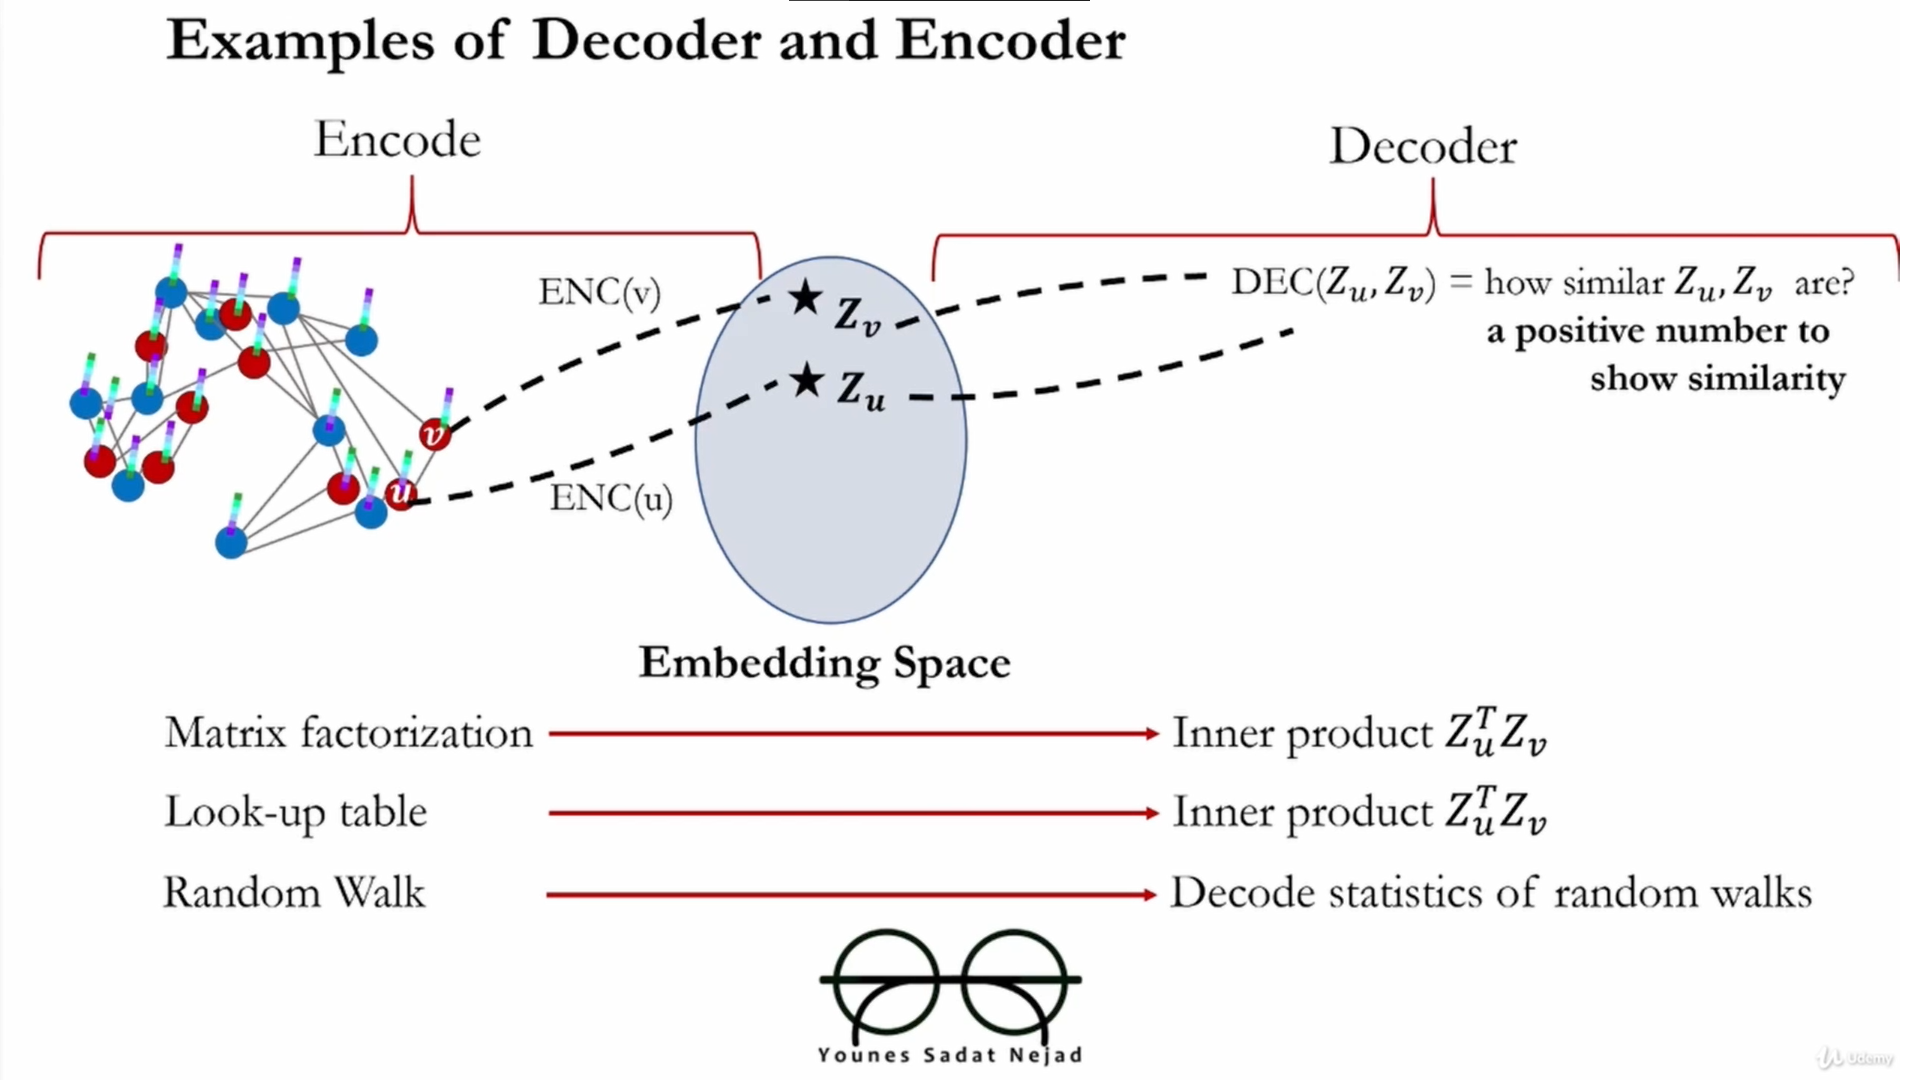 Examples of Decoder and Encoder
Encode
Decoder
ENC(v)
ENC(u)
v
u
Z_v
Z_u
DEC(Z_u, Z_v) = how similar Z_u, Z_v are?
a positive number to
show similarity
Embedding Space
Matrix factorization
Inner product Z_u^T Z_v
Look-up table
Inner product Z_u^T Z_v
Random Walk
Decode statistics of random walks
Younes Sadat Nejad
Udemy